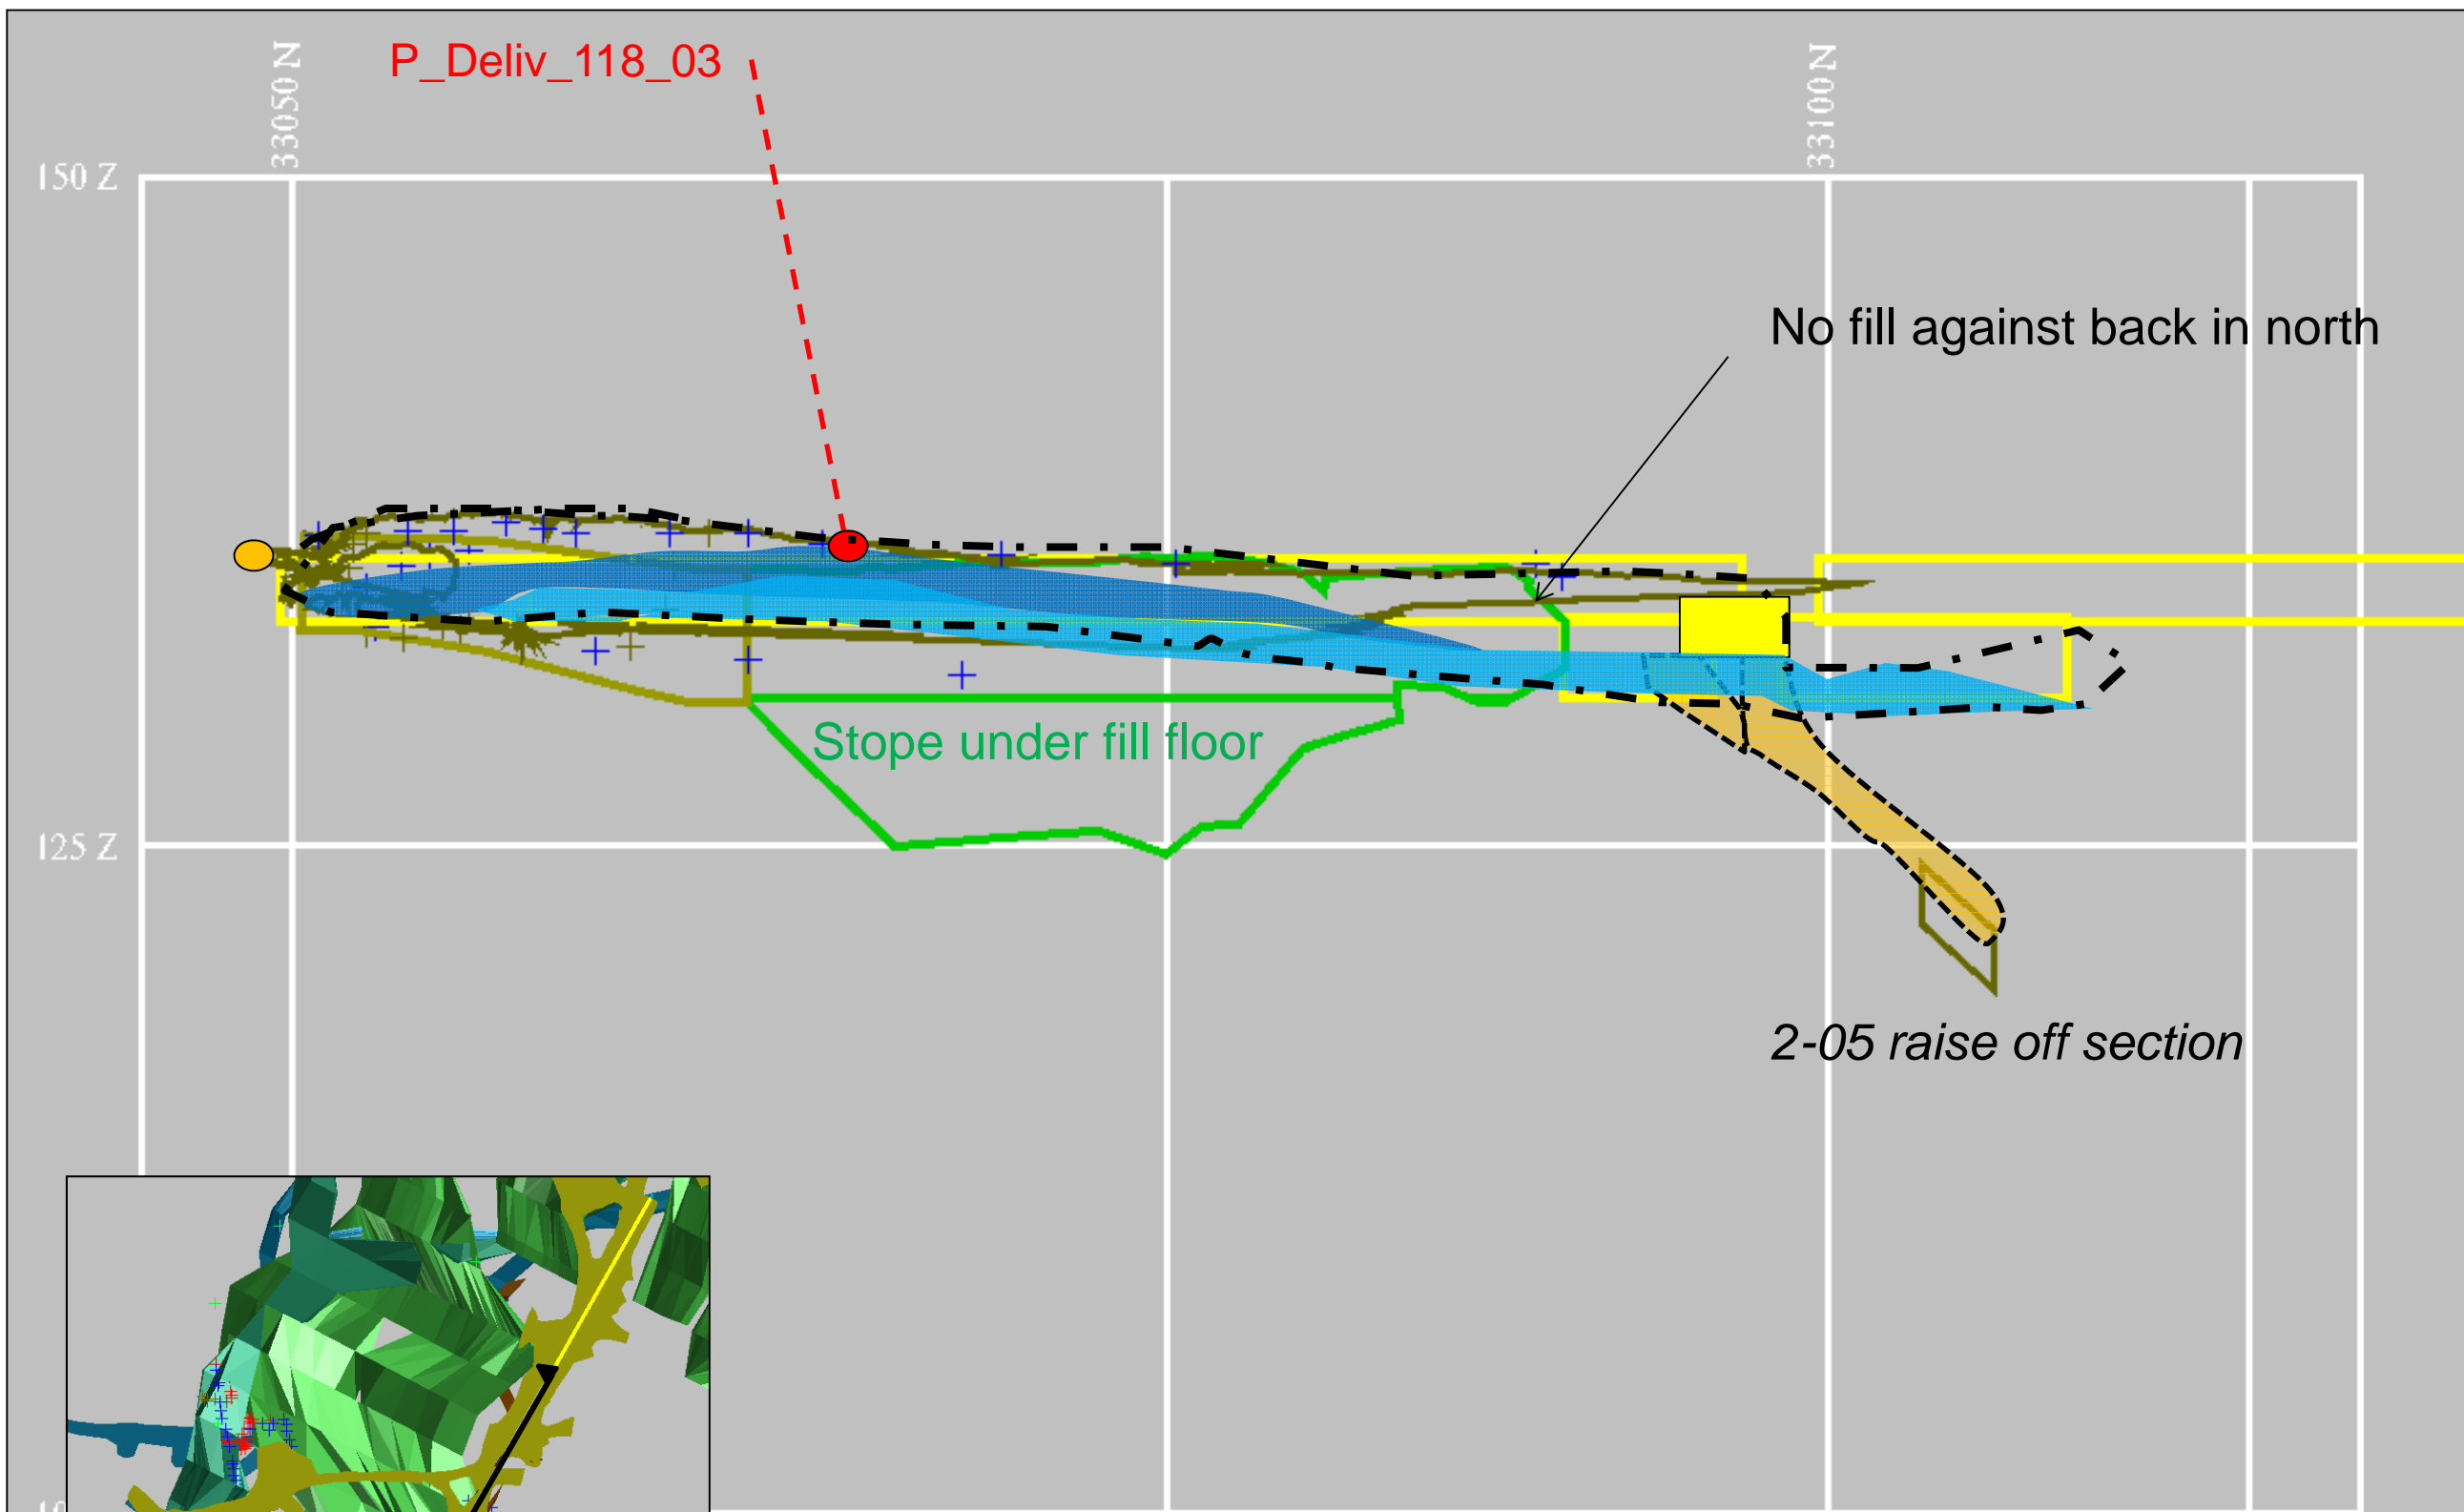 P_Deliv_118_03
33050 N
33100 N
150 Z
No fill against back in north
Stope under fill floor
125 Z
2-05 raise off section